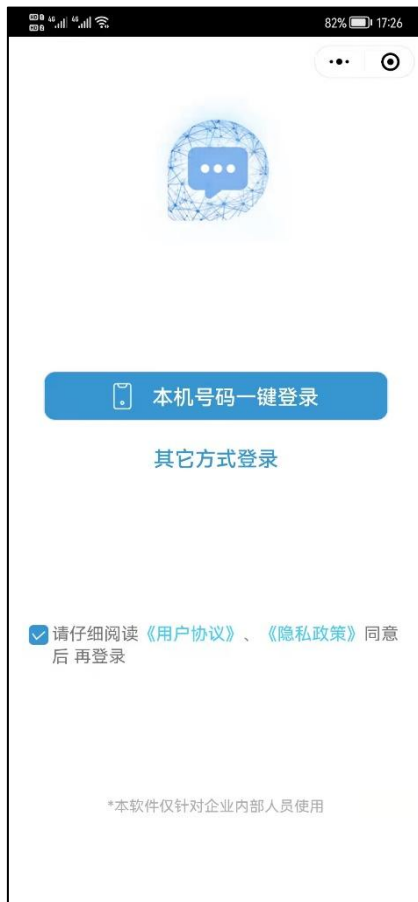 82% 17:26
本机号码一键登录
其它方式登录
请仔细阅读《用户协议》、《隐私政策》同意
后 再登录
*本软件仅针对企业内部人员使用